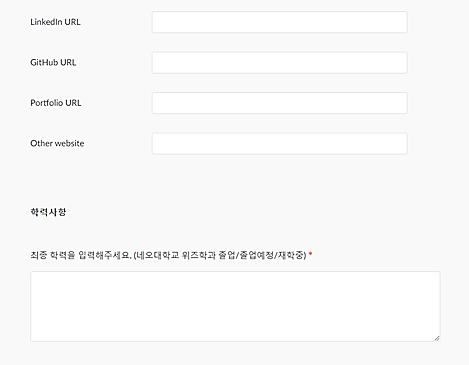 LinkedIn URL
GitHub URL
Portfolio URL
Other website
학력사항
최종 학력을 입력해주세요. (네오대학교 위즈학과 졸업/졸업예정/재학중) *